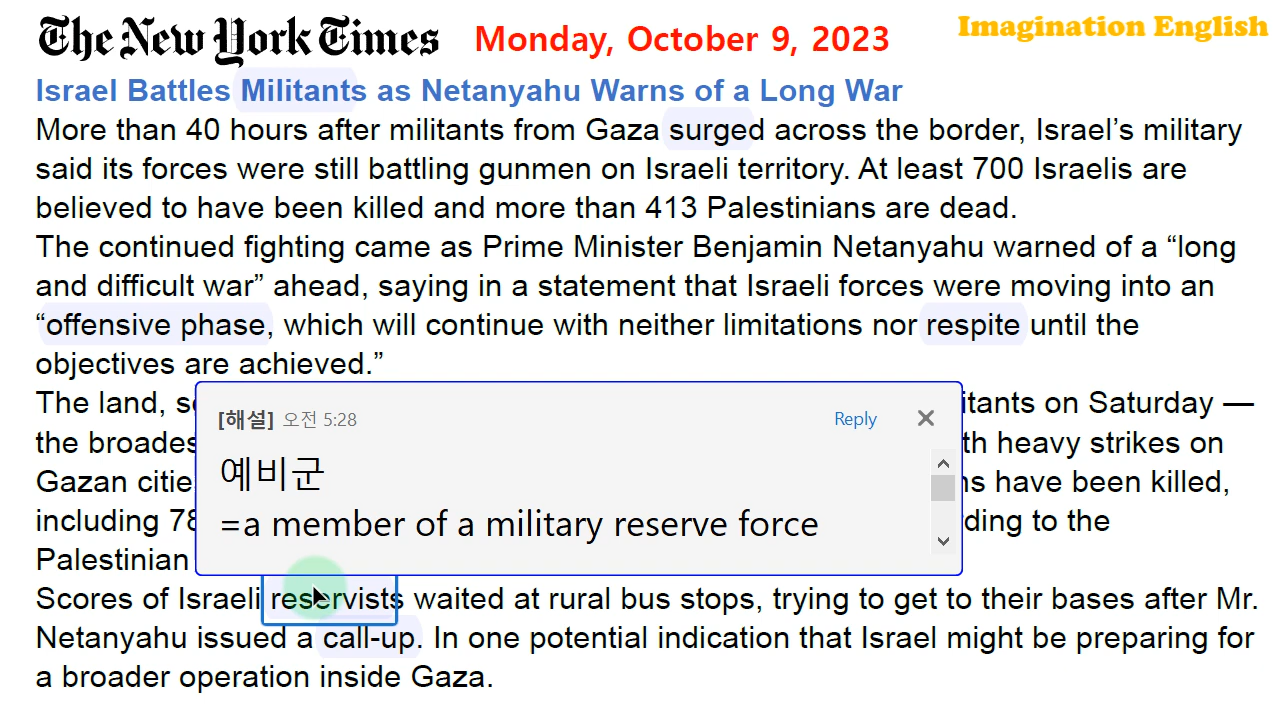 The New York Times Monday, October 9, 2023 Imagination English
Israel Battles Militants as Netanyahu Warns of a Long War
More than 40 hours after militants from Gaza surged across the border, Israel’s military
said its forces were still battling gunmen on Israeli territory. At least 700 Israelis are
believed to have been killed and more than 413 Palestinians are dead.
The continued fighting came as Prime Minister Benjamin Netanyahu warned of a “long
and difficult war” ahead, saying in a statement that Israeli forces were moving into an
“offensive phase, which will continue with neither limitations nor respite until the
objectives are achieved.”
The land, on Saturday —
the heavy strikes on
Gazan have been killed,
including to the
Palestinian
[해설] 오전 5:28 Reply
예비군
=a member of a military reserve force
Scores of Israeli reservists waited at rural bus stops, trying to get to their bases after Mr.
Netanyahu issued a call-up. In one potential indication that Israel might be preparing for
a broader operation inside Gaza.